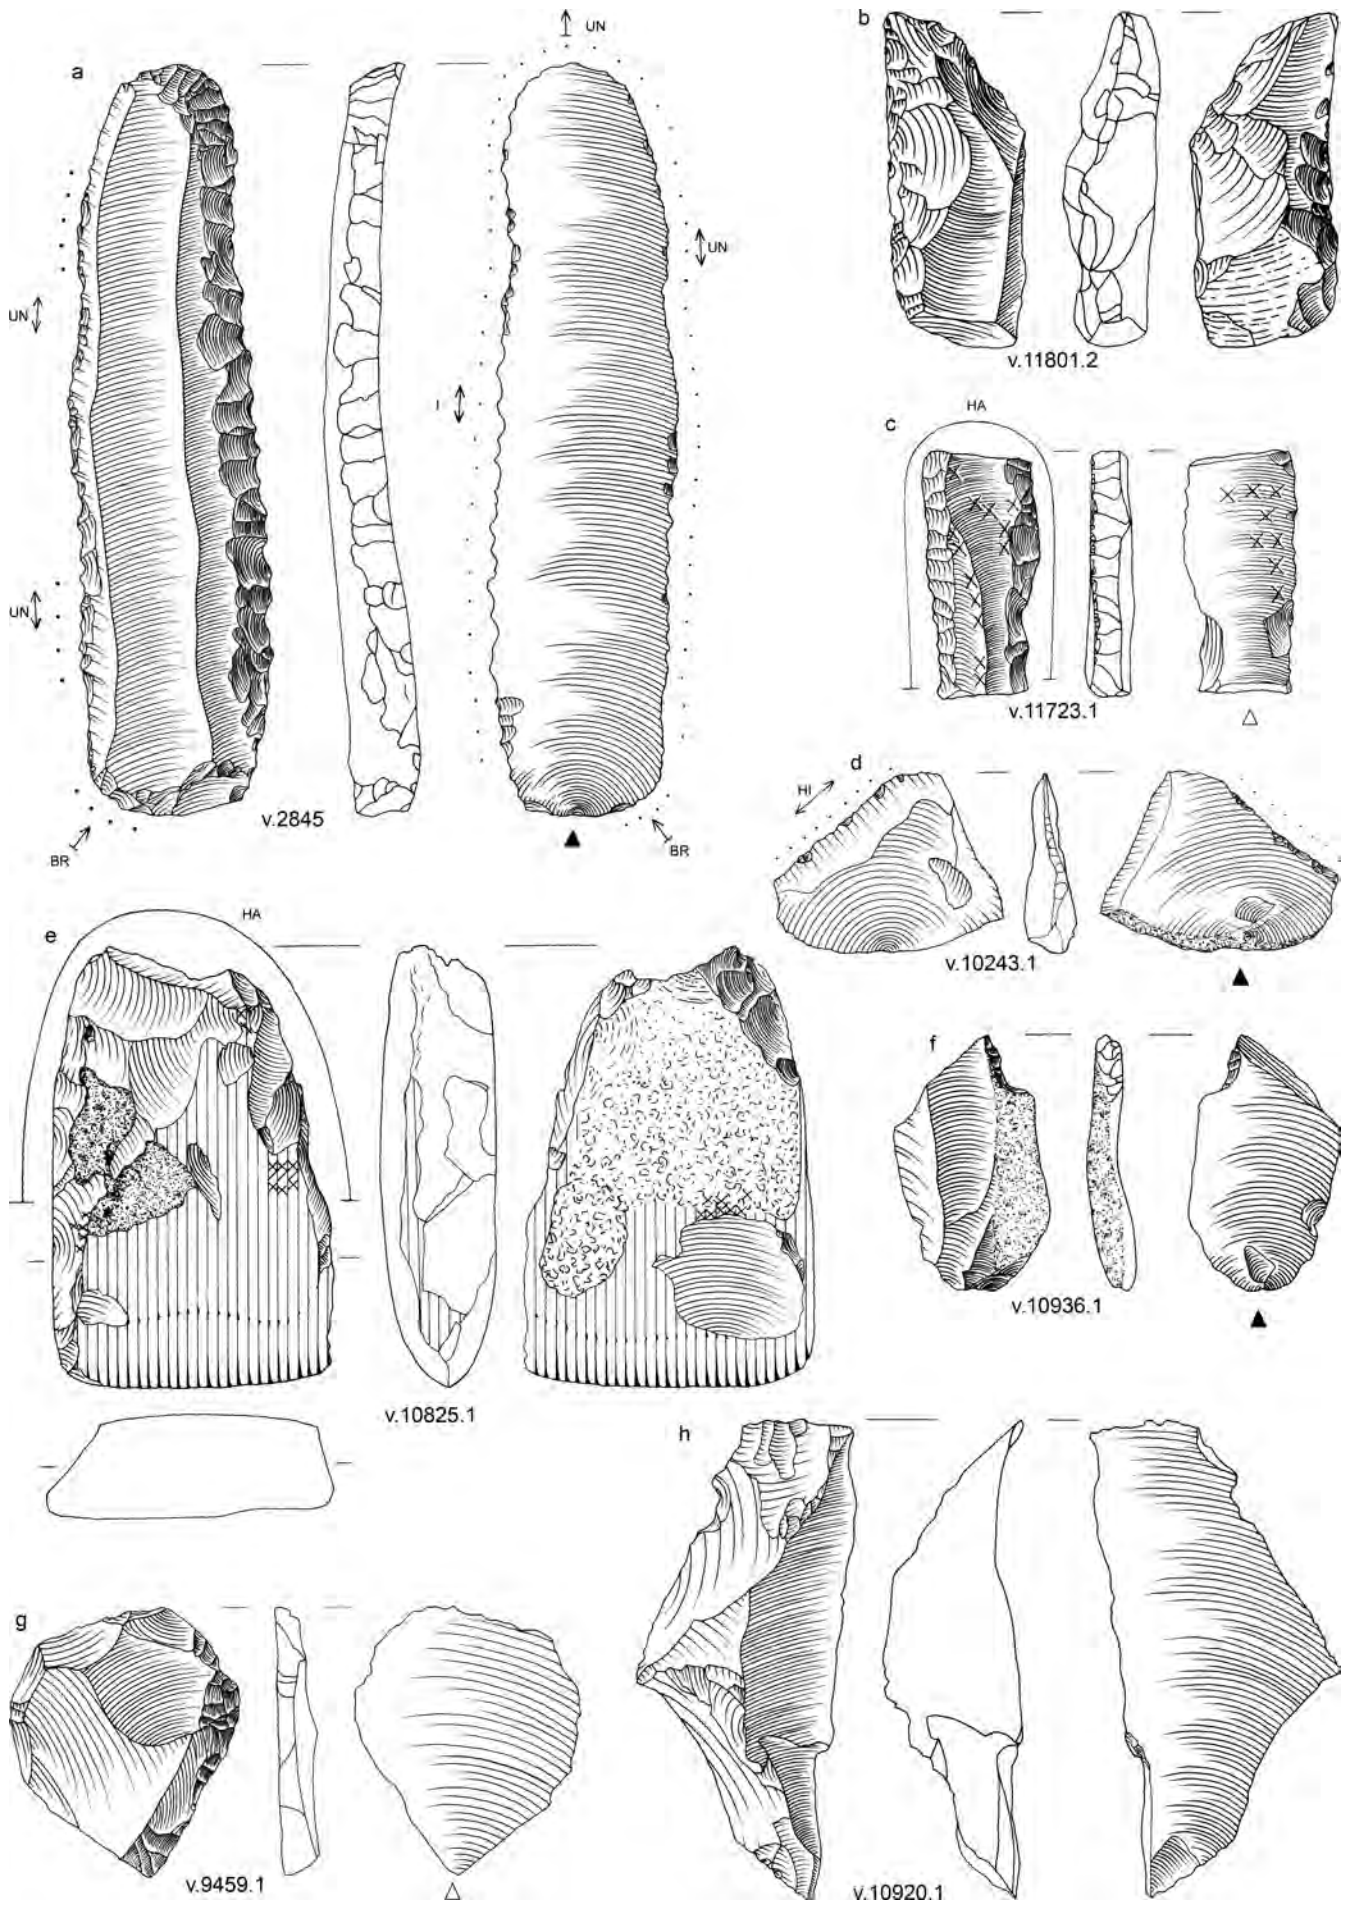 a
UN
UN
UN
UN
I
BR
BR
v.2845
b
v.11801.2
c
HA
v.11723.1
d
HI
v.10243.1
e
HA
v.10825.1
f
v.10936.1
g
v.9459.1
h
v.10920.1